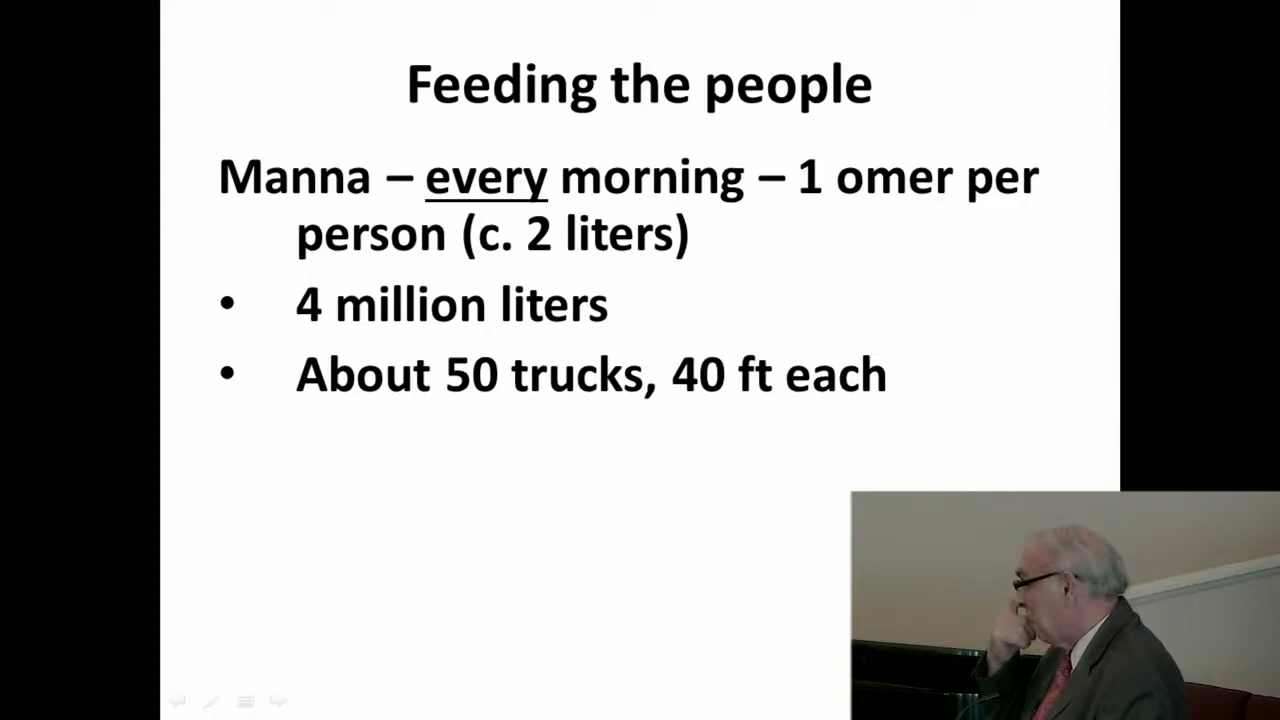 Feeding the people
Manna – every morning – 1 omer per
person (c. 2 liters)
• 4 million liters
• About 50 trucks, 40 ft each